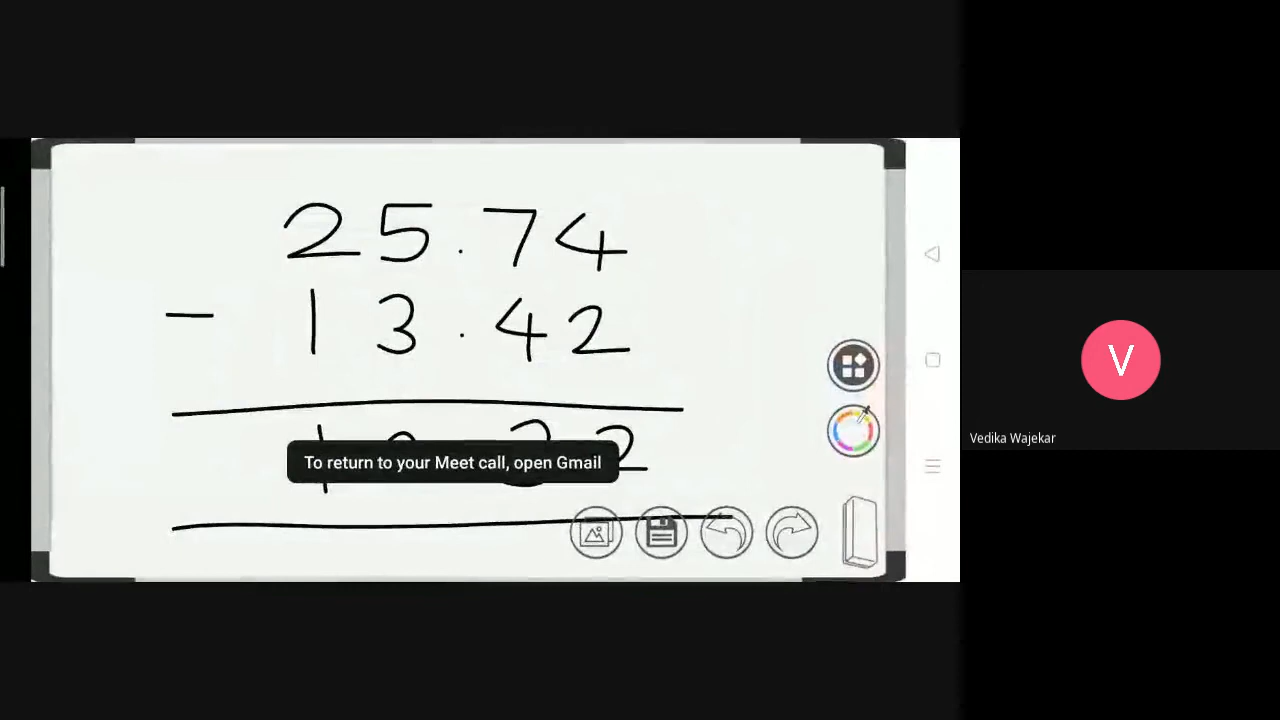 25.74
- 13.42
To return to your Meet call, open Gmail
V
Vedika Wajekar